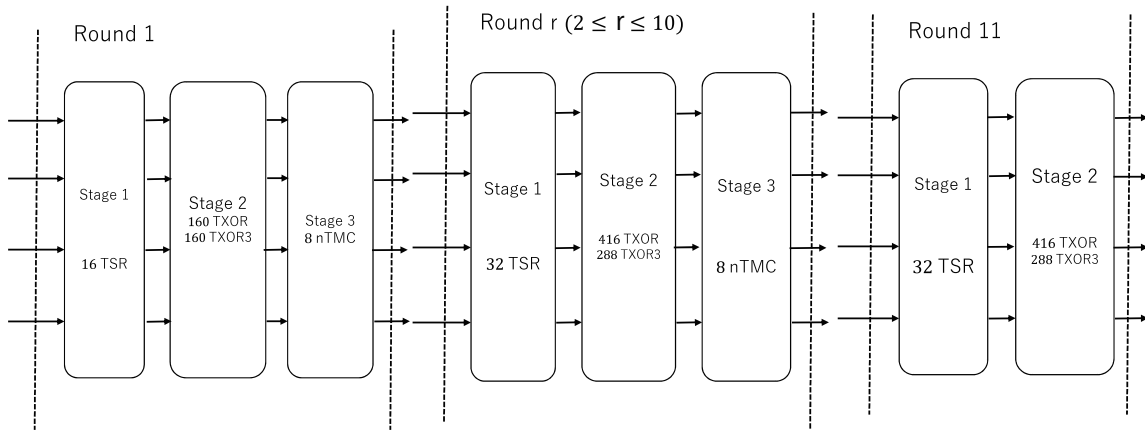 Round 1
Stage 1
16 TSR
Stage 2
160 TXOR
160 TXOR3
Stage 3
8 nTMC
Round r (2 ≤ r ≤ 10)
Stage 1
32 TSR
Stage 2
416 TXOR
288 TXOR3
Stage 3
8 nTMC
Round 11
Stage 1
32 TSR
Stage 2
416 TXOR
288 TXOR3